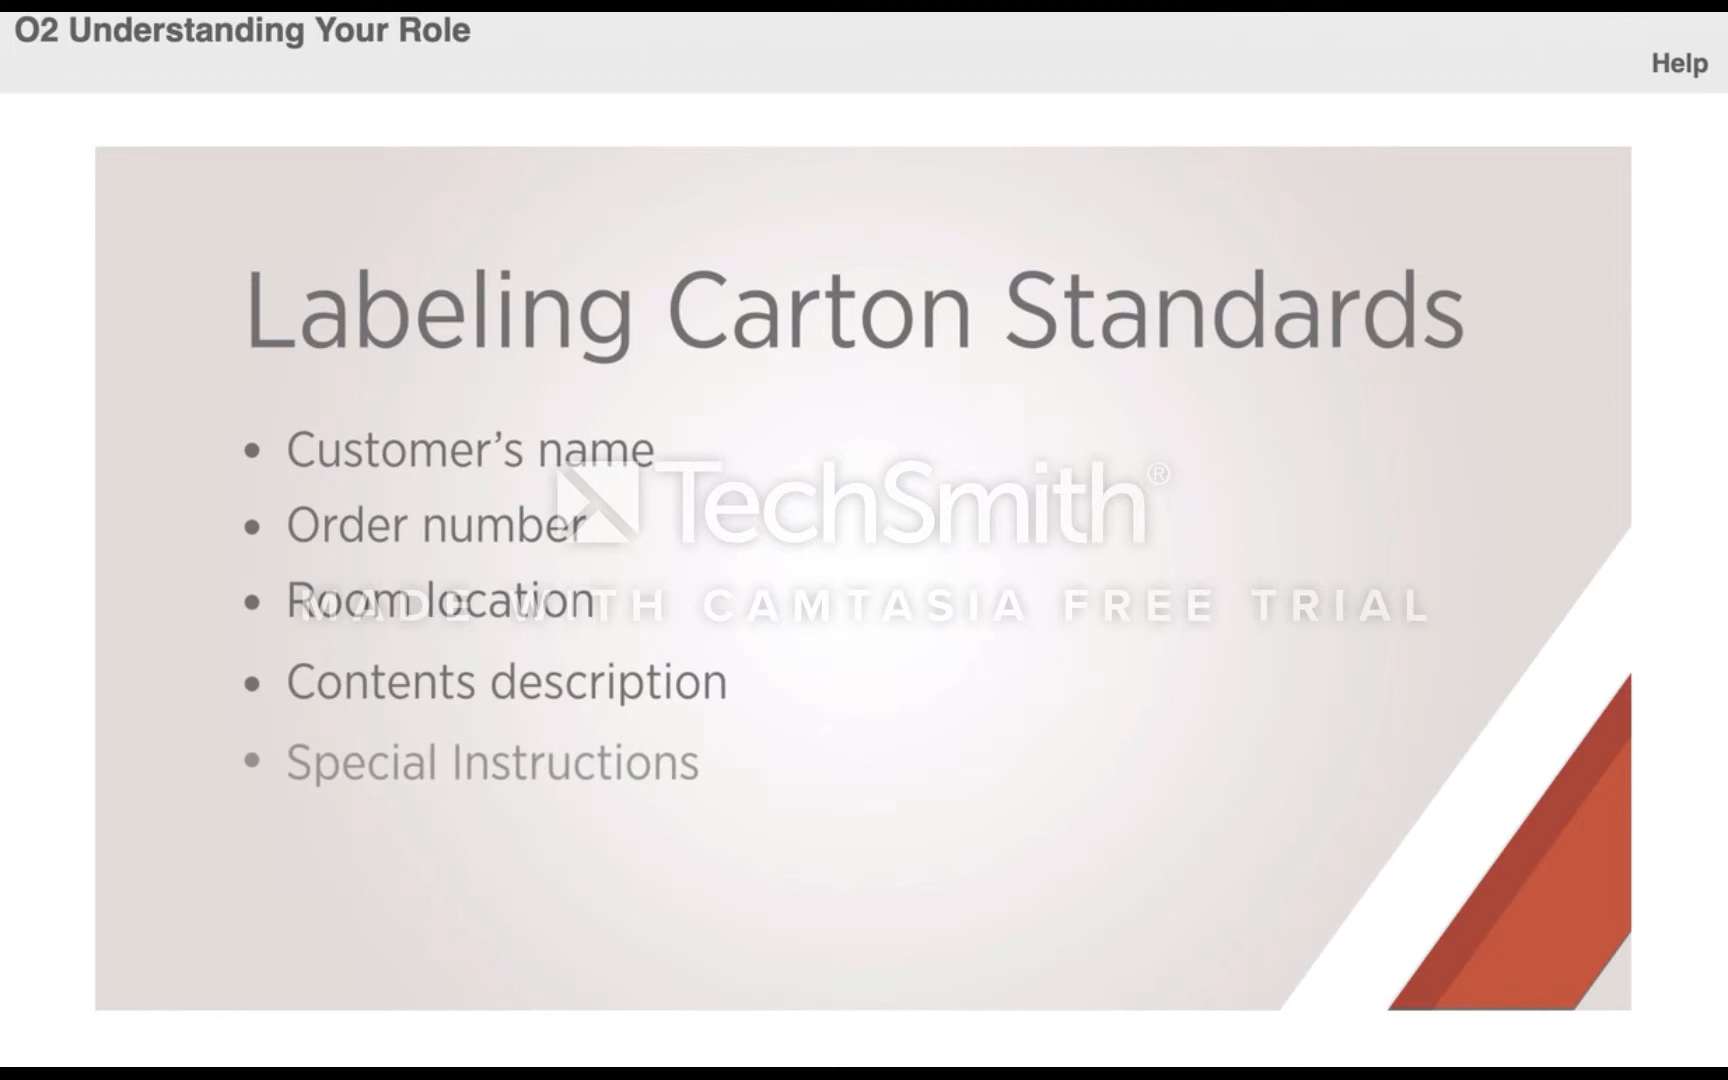 O2 Understanding Your Role
Help
Labeling Carton Standards
• Customer’s name
• Order number
• Room location
• Contents description
• Special Instructions
TechSmith®
MADE WITH CAMTASIA FREE TRIAL